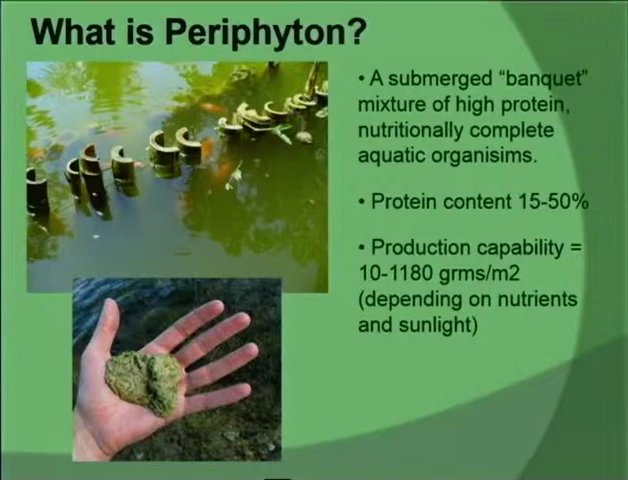 What is Periphyton?
• A submerged “banquet”
mixture of high protein,
nutritionally complete
aquatic organisims.
• Protein content 15-50%
• Production capability =
10-1180 grms/m2
(depending on nutrients
and sunlight)